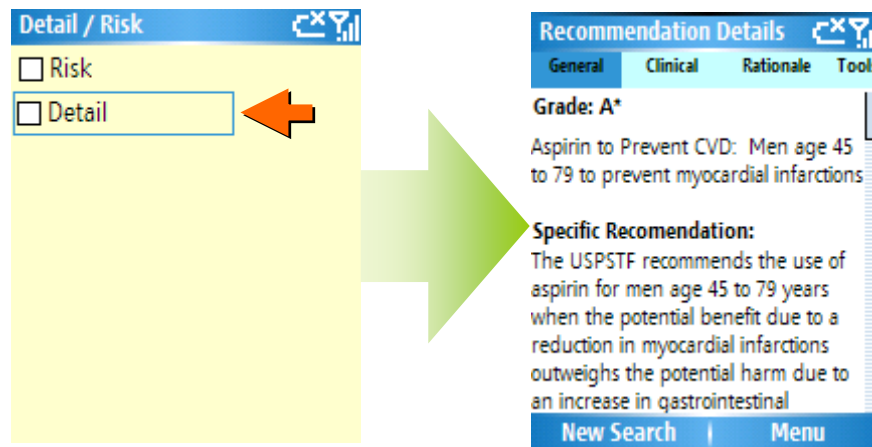 Detail / Risk
Risk
Detail
Recommendation Details
General Clinical Rationale Tools
Grade: A*
Aspirin to Prevent CVD: Men age 45
to 79 to prevent myocardial infarctions
Specific Recomendation:
The USPSTF recommends the use of
aspirin for men age 45 to 79 years
when the potential benefit due to a
reduction in myocardial infarctions
outweighs the potential harm due to
an increase in gastrointestinal
New Search Menu